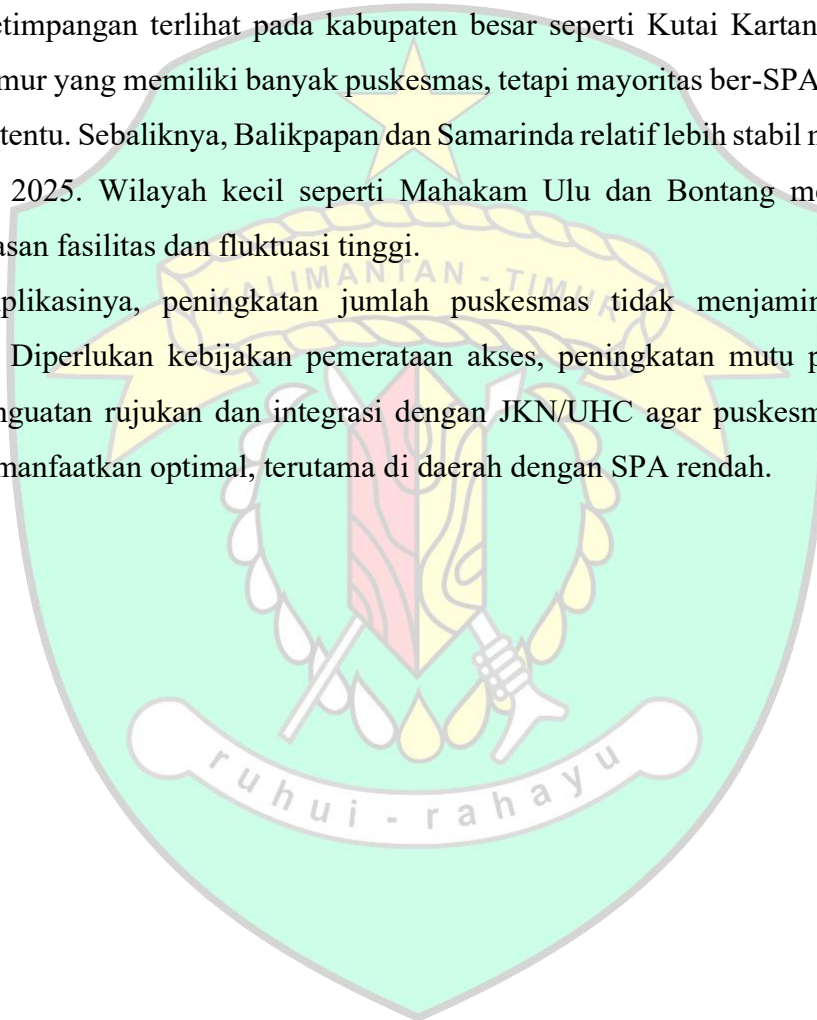 etimpangan terlihat pada kabupaten besar seperti Kutai Kartan
mur yang memiliki banyak puskesmas, tetapi mayoritas ber-SPA
tentu. Sebaliknya, Balikpapan dan Samarinda relatif lebih stabil
2025. Wilayah kecil seperti Mahakam Ulu dan Bontang me
asan fasilitas dan fluktuasi tinggi.
KALIMANTAN - TIMUR
plikasinya, peningkatan jumlah puskesmas tidak menjamin
Diperlukan kebijakan pemerataan akses, peningkatan mutu p
nguatan rujukan dan integrasi dengan JKN/UHC agar puskesm
manfaatkan optimal, terutama di daerah dengan SPA rendah.
ruhui - rahayu